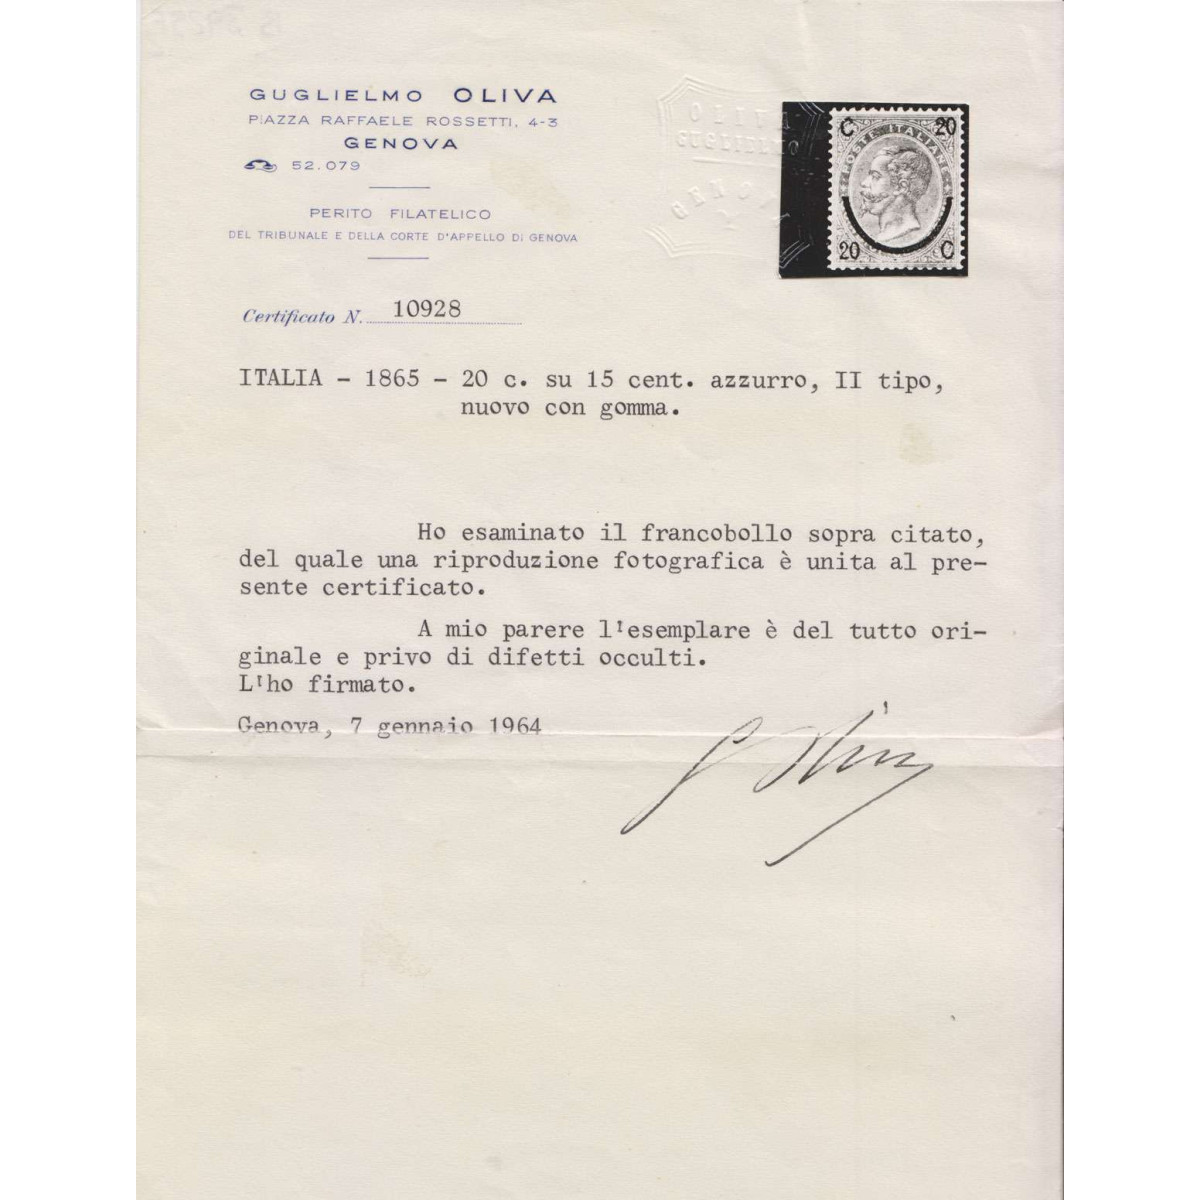 GUGLIELMO OLIVA
PIAZZA RAFFAELE ROSSETTI, 4-3
GENOVA
52.079
PERITO FILATELICO
DEL TRIBUNALE E DELLA CORTE D'APPELLO DI GENOVA
OLIVA
GUGLIELMO
C 20
POSTE ITALIANE
20 C
Certificato N. 10928
ITALIA - 1865 - 20 c. su 15 cent. azzurro, II tipo,
nuovo con gomma.
Ho esaminato il francobollo sopra citato,
del quale una riproduzione fotografica è unita al pre-
sente certificato.
A mio parere l'esemplare è del tutto ori-
ginale e privo di difetti occulti.
L'ho firmato.
Genova, 7 gennaio 1964
G Oliva